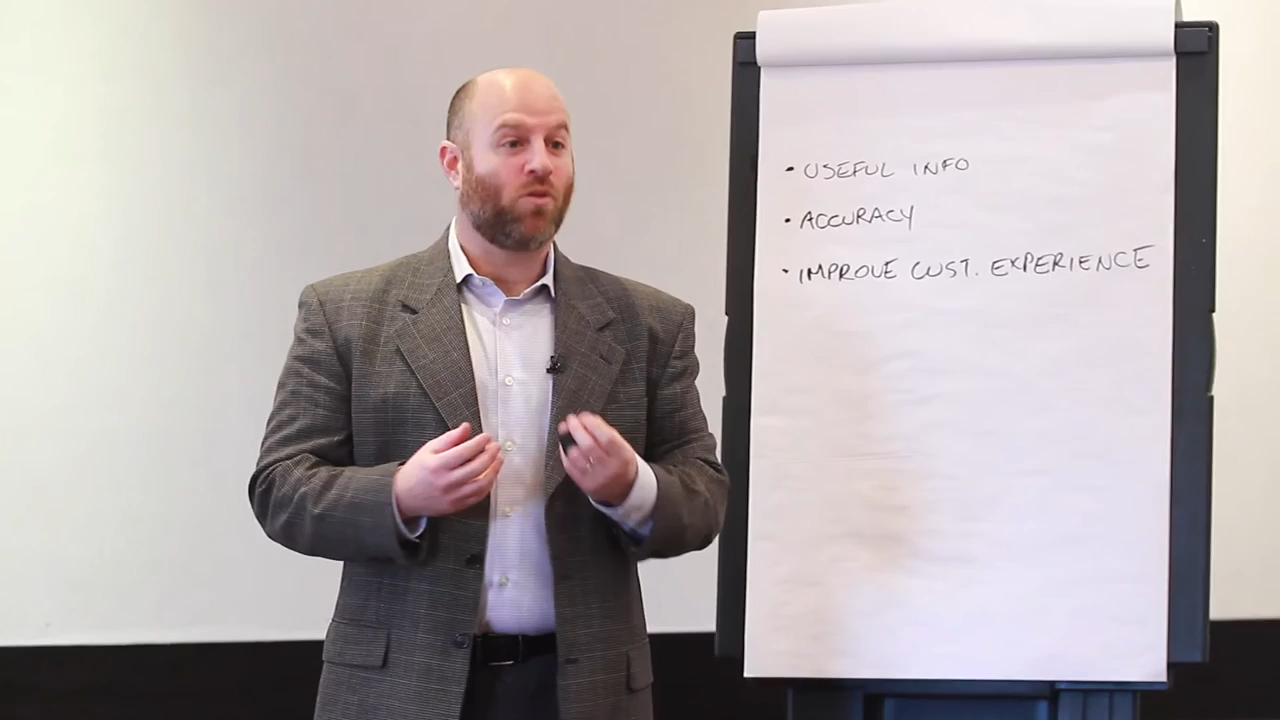 • USEFUL INFO
• ACCURACY
• IMPROVE CUST. EXPERIENCE